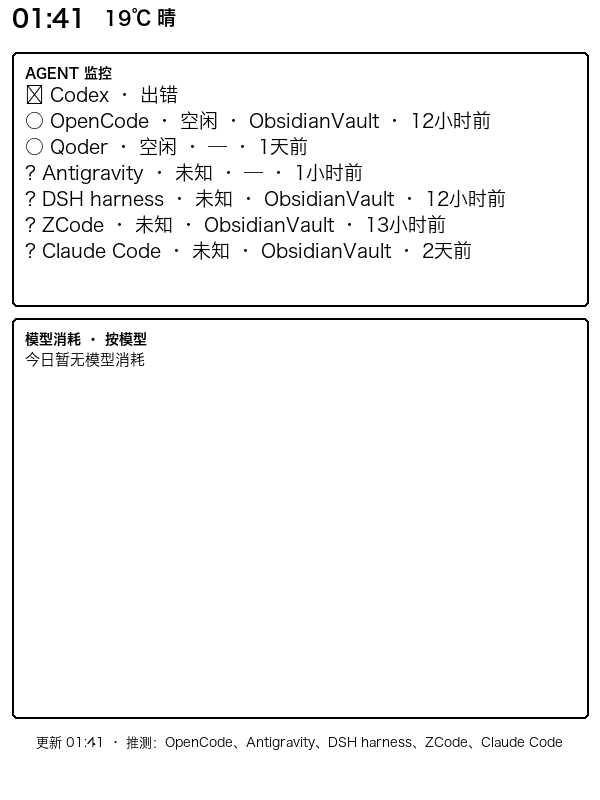 01:41 19℃ 晴
AGENT 监控
☒ Codex · 出错
○ OpenCode · 空闲 · ObsidianVault · 12小时前
○ Qoder · 空闲 · — · 1天前
? Antigravity · 未知 · — · 1小时前
? DSH harness · 未知 · ObsidianVault · 12小时前
? ZCode · 未知 · ObsidianVault · 13小时前
? Claude Code · 未知 · ObsidianVault · 2天前
模型消耗 · 按模型
今日暂无模型消耗
更新 01:41 · 推测：OpenCode、Antigravity、DSH harness、ZCode、Claude Code